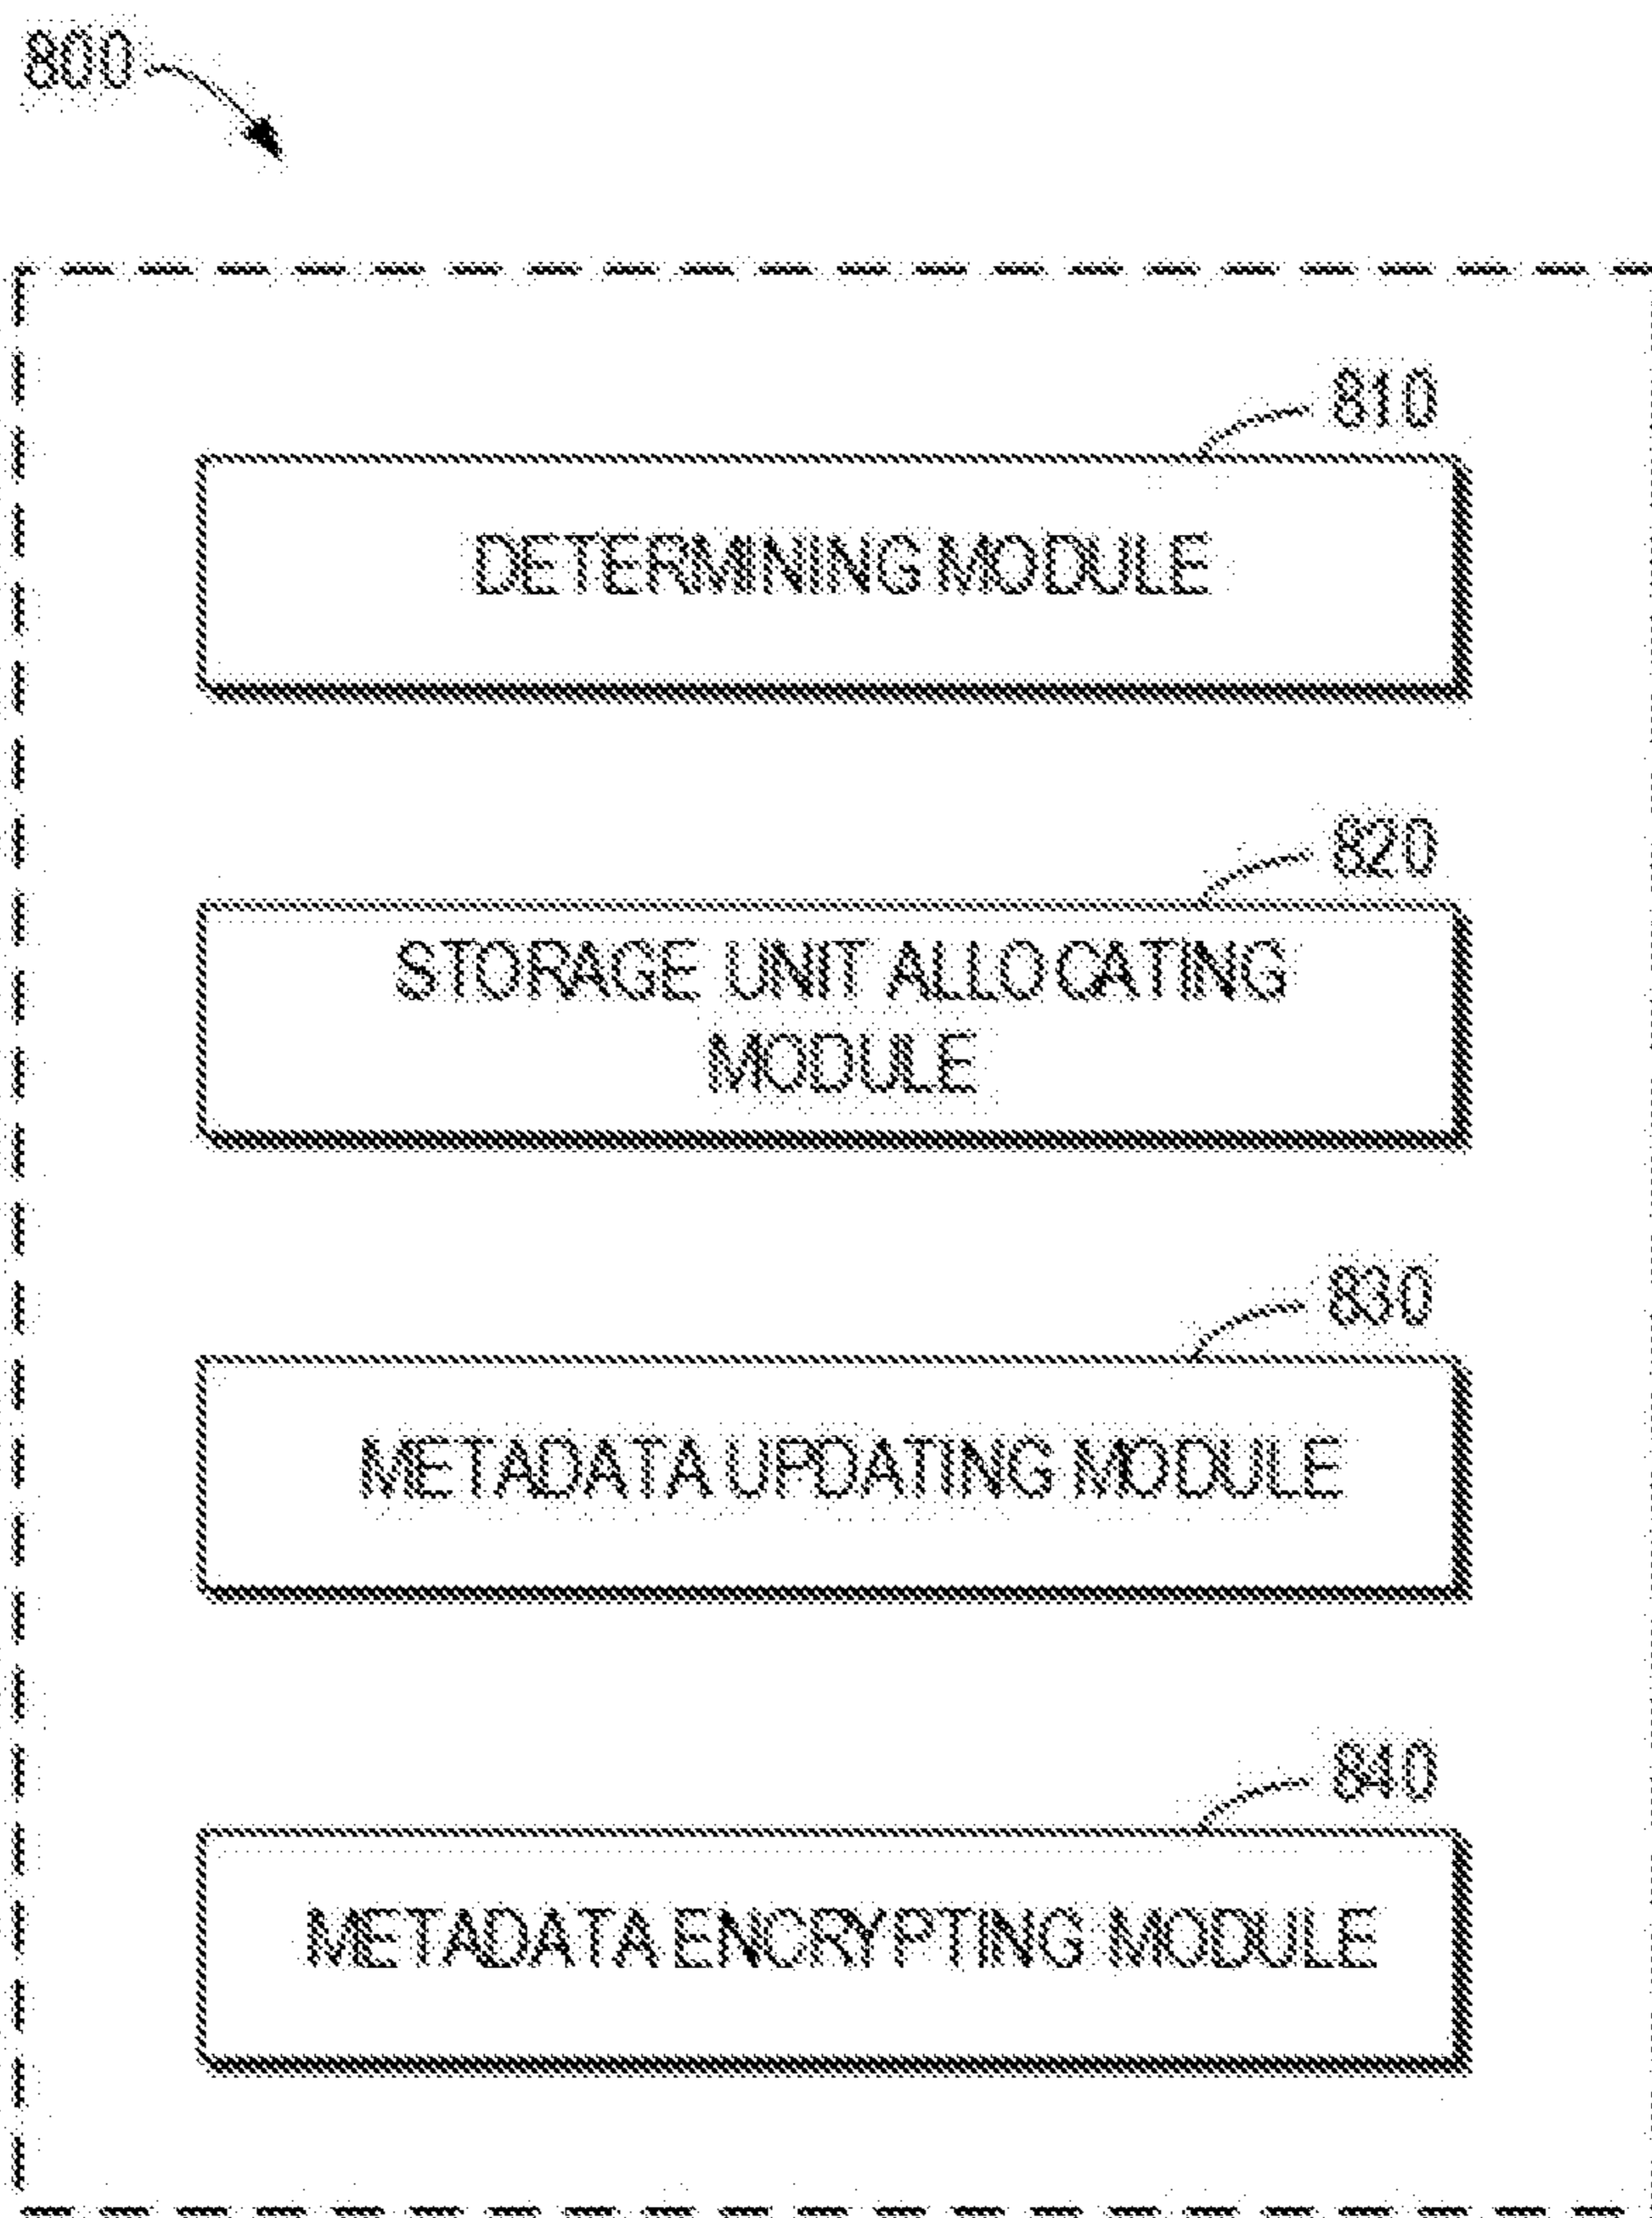 800
810
DETERMINING MODULE
820
STORAGE UNIT ALLOCATING
MODULE
830
METADATA UPDATING MODULE
840
METADATA ENCRYPTING MODULE